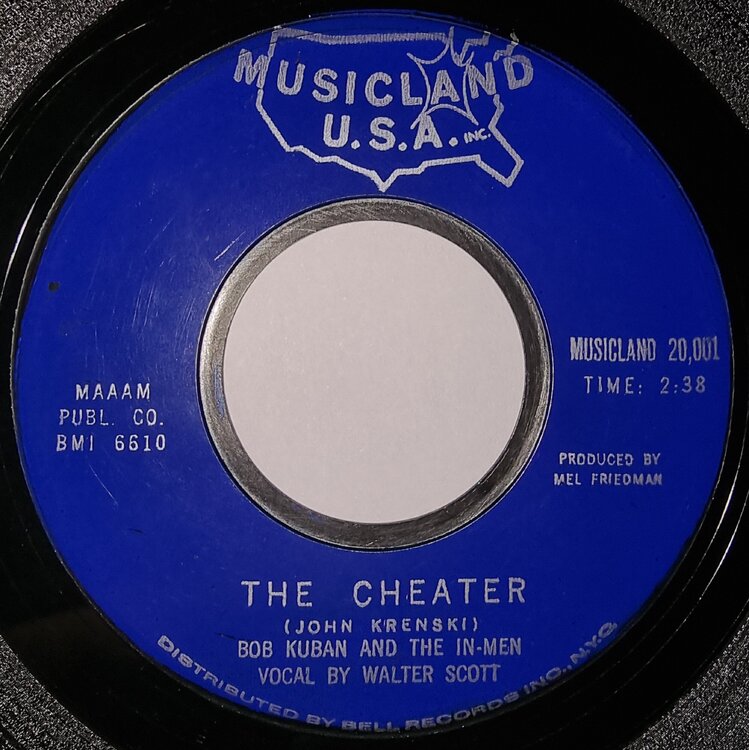 MUSICLAND
U.S.A. INC.
MUSICLAND 20,001
TIME: 2:38
MAAAM
PUBL. CO.
BMI 6610
PRODUCED BY
MEL FRIEDMAN
THE CHEATER
(JOHN KRENSKI)
BOB KUBAN AND THE IN-MEN
VOCAL BY WALTER SCOTT
DISTRIBUTED BY BELL RECORDS INC., NYC